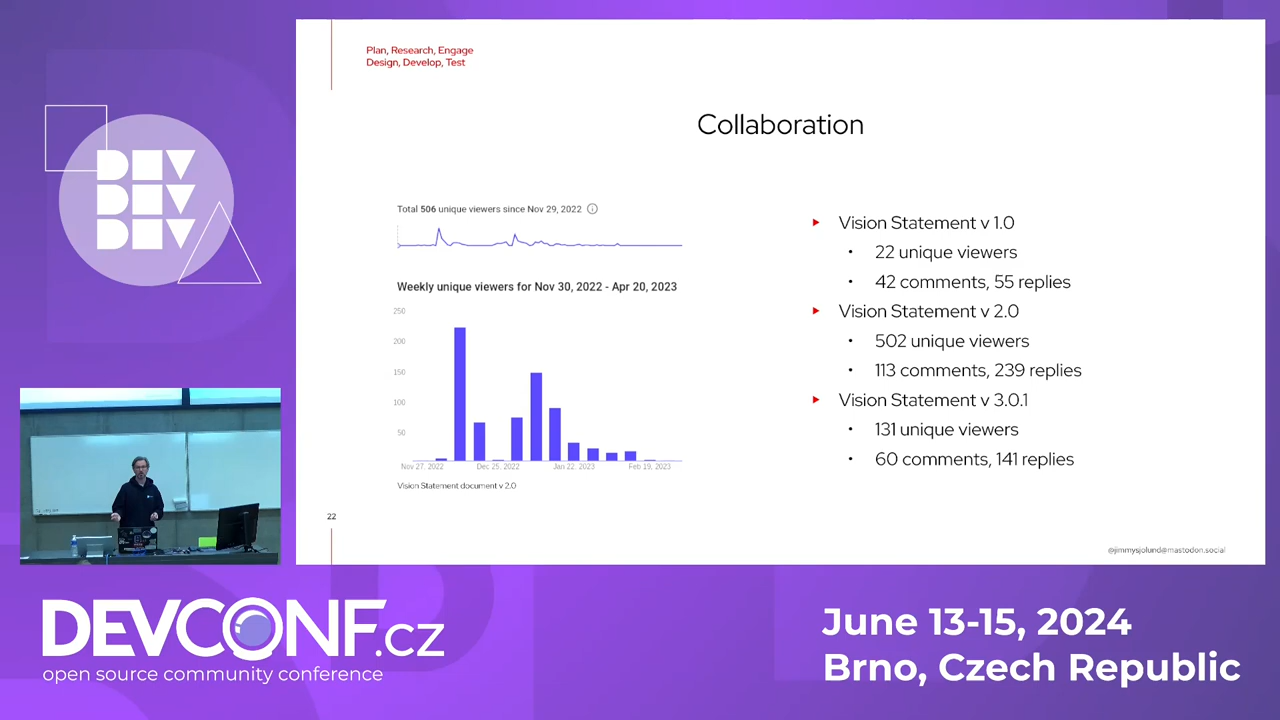 Plan, Research, Engage
Design, Develop, Test
Collaboration
Total 506 unique viewers since Nov 29, 2022
Weekly unique viewers for Nov 30, 2022 - Apr 20, 2023
250
200
150
100
50
Nov 27. 2022
Dec 25, 2022
Jan 22. 2023
Feb 19, 2023
Vision Statement document v 2.0
Vision Statement v 1.0
22 unique viewers
42 comments, 55 replies
Vision Statement v 2.0
502 unique viewers
113 comments, 239 replies
Vision Statement v 3.0.1
131 unique viewers
60 comments, 141 replies
22
@jimmysjolund@mastodon.social
DEV
DEV
DEV
DEVCONF.cz
open source community conference
June 13-15, 2024
Brno, Czech Republic